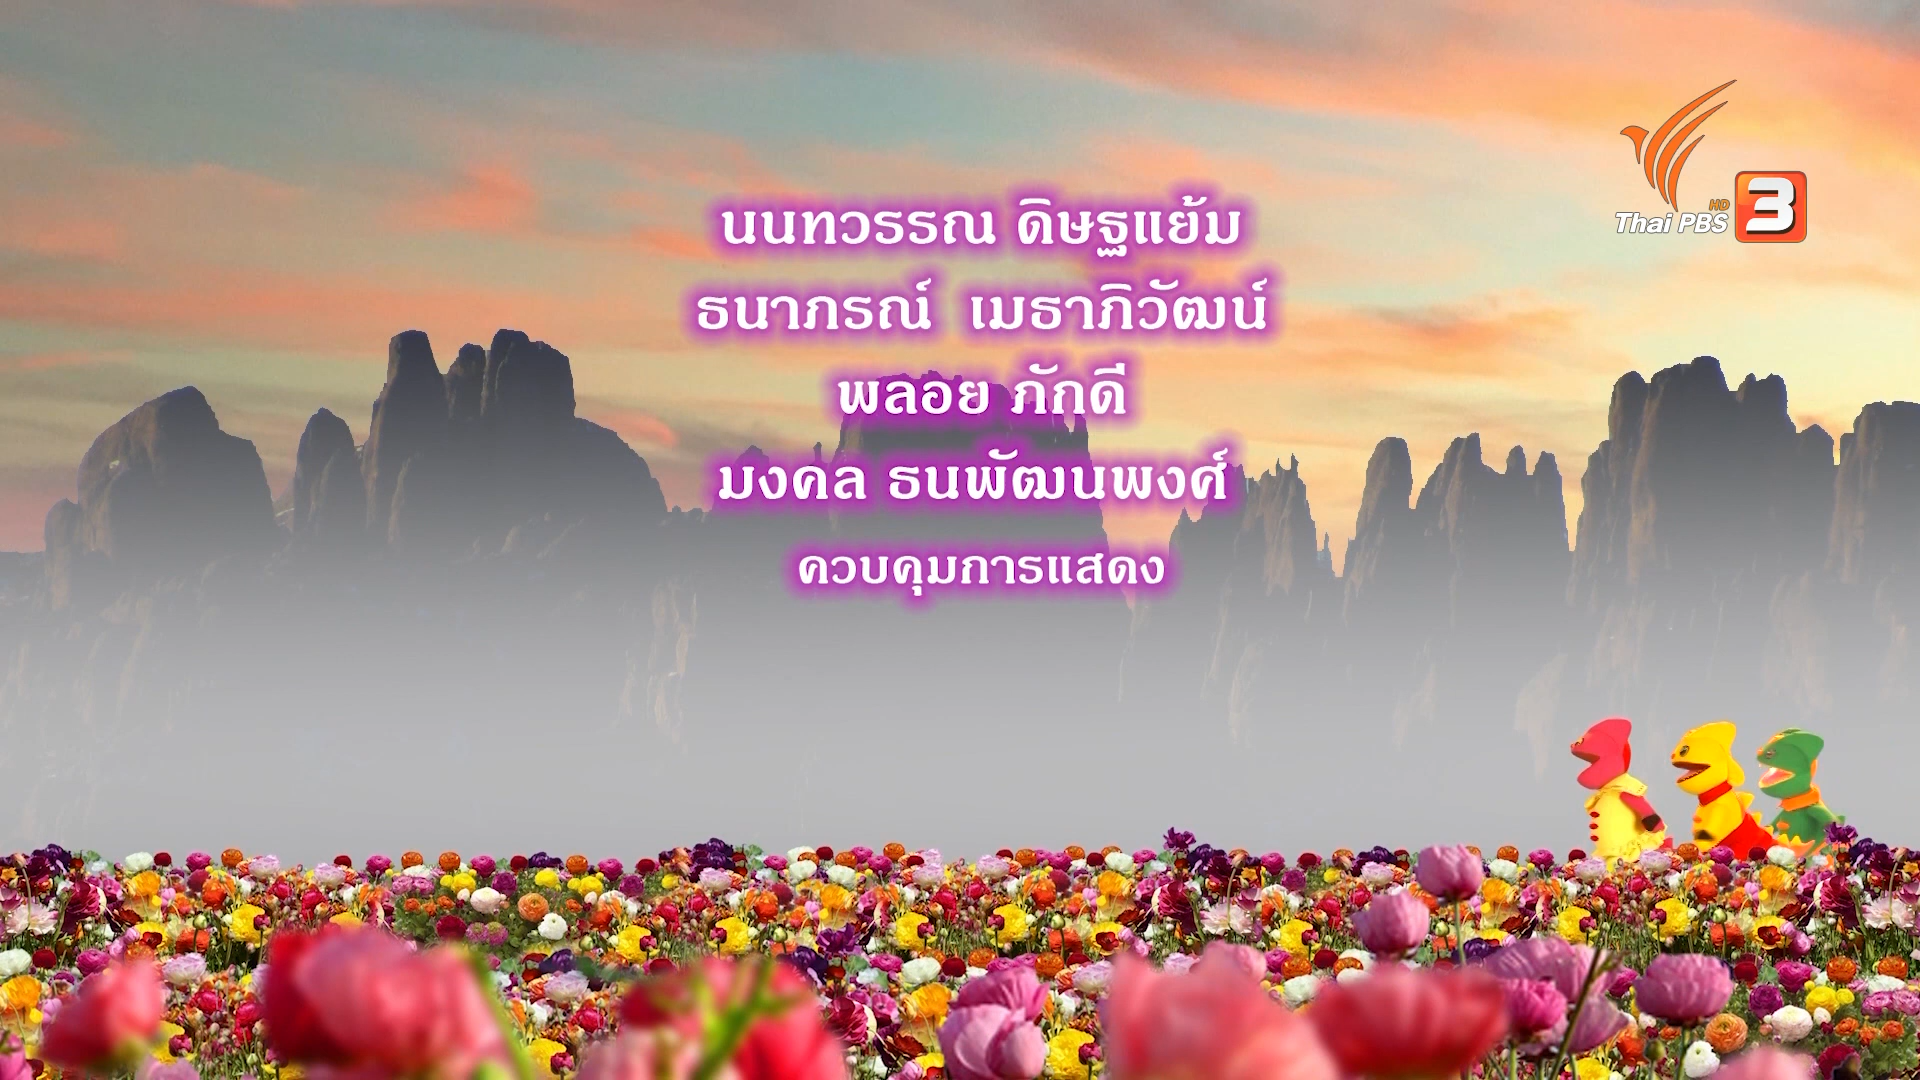 นนทวรรณ ดิษฐแย้ม
ธนาภรณ์ เมธาภิวัฒน์
พลอย ภักดี
มงคล ธนพัฒนพงศ์
ควบคุมการแสดง
HD
Thai PBS 3